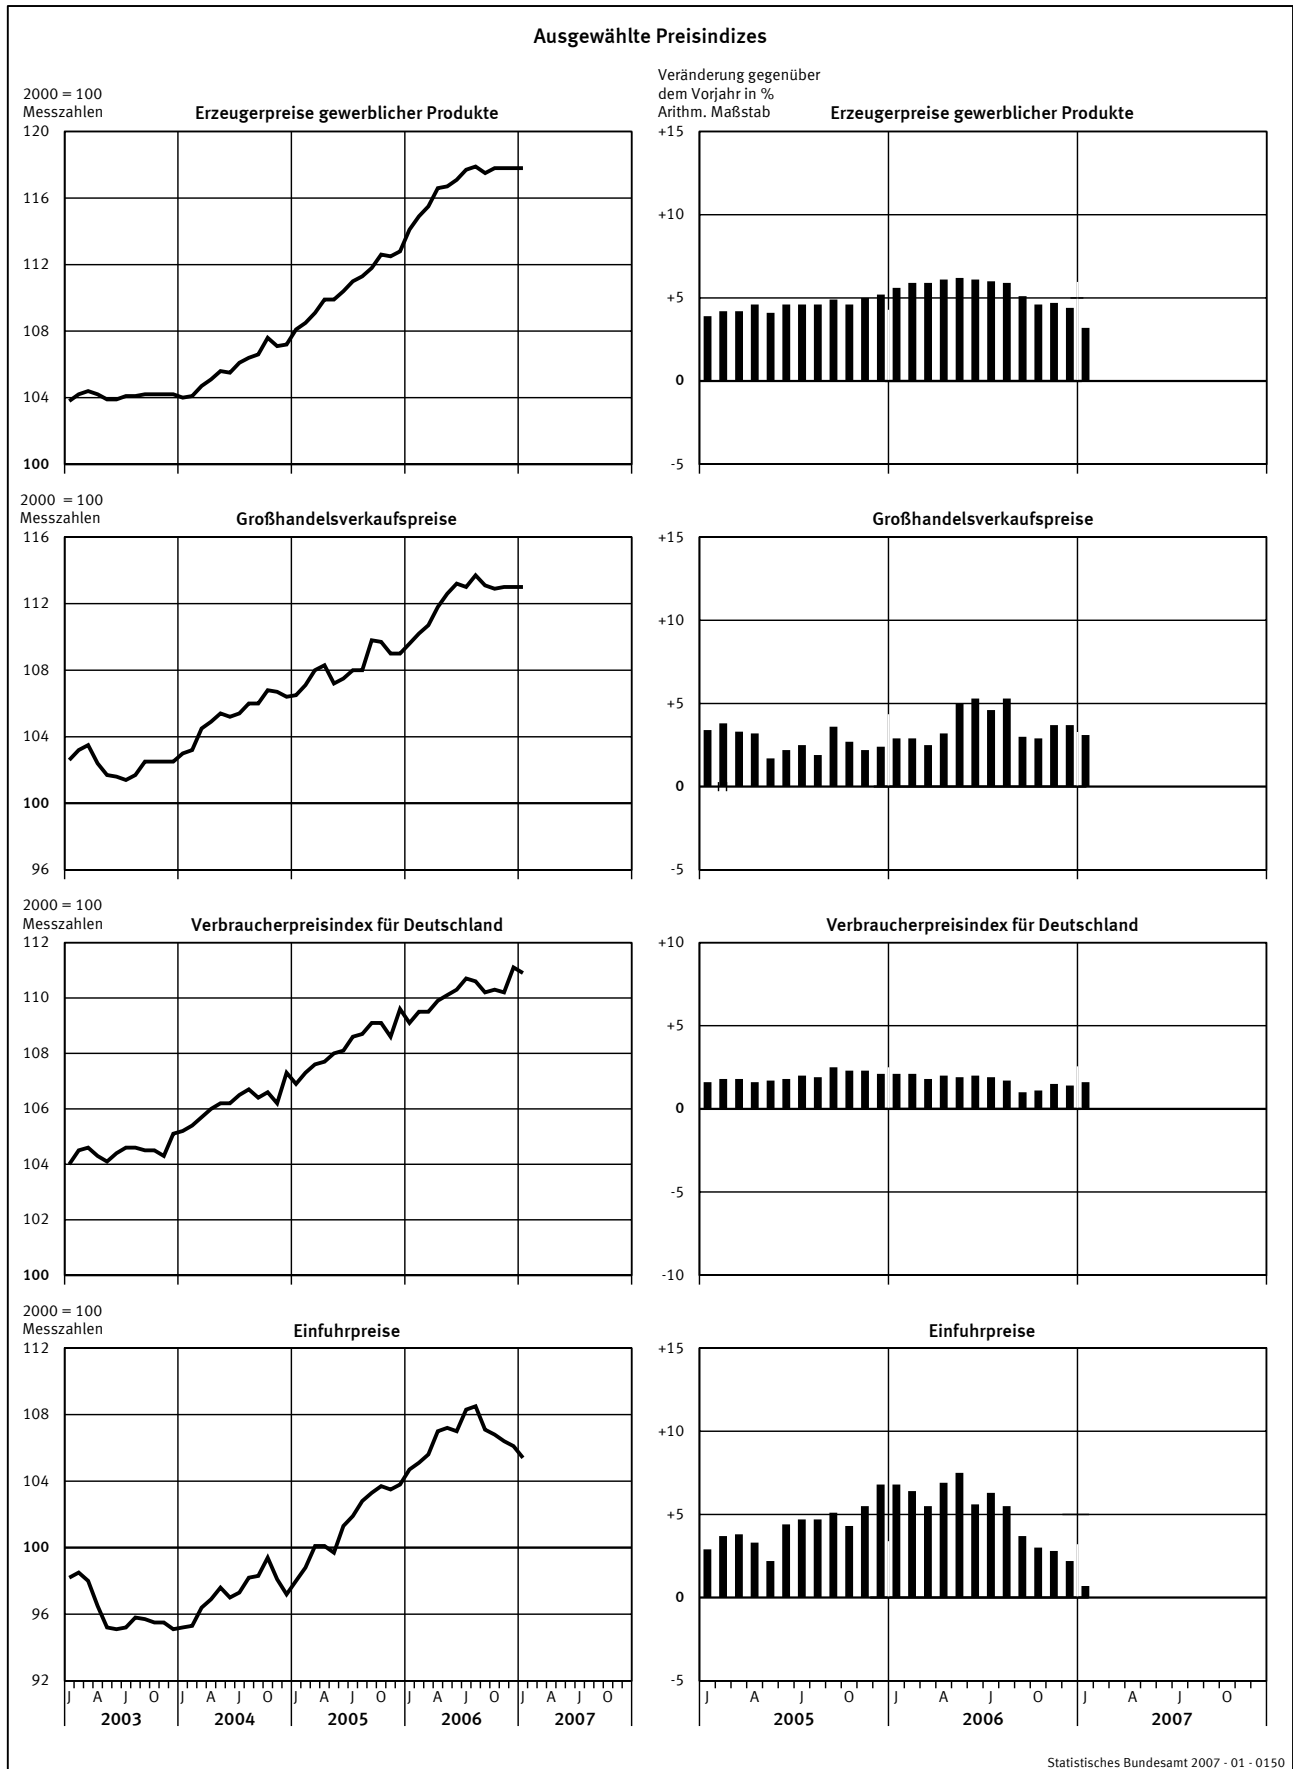 Ausgewählte Preisindizes
2000 = 100
Messzahlen
Erzeugerpreise gewerblicher Produkte
120
116
112
108
104
100
Veränderung gegenüber
dem Vorjahr in %
Arithm. Maßstab
Erzeugerpreise gewerblicher Produkte
+15
+10
+5
0
-5
2000 = 100
Messzahlen
Großhandelsverkaufspreise
116
112
108
104
100
96
Großhandelsverkaufspreise
+15
+10
+5
0
-5
2000 = 100
Messzahlen
Verbraucherpreisindex für Deutschland
112
110
108
106
104
102
100
Verbraucherpreisindex für Deutschland
+10
+5
0
-5
-10
2000 = 100
Messzahlen
Einfuhrpreise
112
108
104
100
96
92
J A J O J A J O J A J O J A J O J A J O
2003 2004 2005 2006 2007
Einfuhrpreise
+15
+10
+5
0
-5
J A J O J A J O J A J O
2005 2006 2007
Statistisches Bundesamt 2007 - 01 - 0150